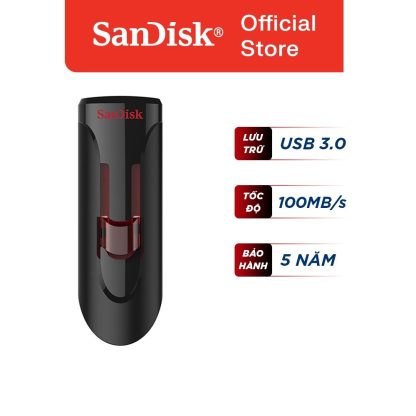 SanDisk®
Official
Store
SanDisk
LƯU
TRỮ
USB 3.0
TỐC
ĐỘ
100MB/s
BẢO
HÀNH
5 NĂM